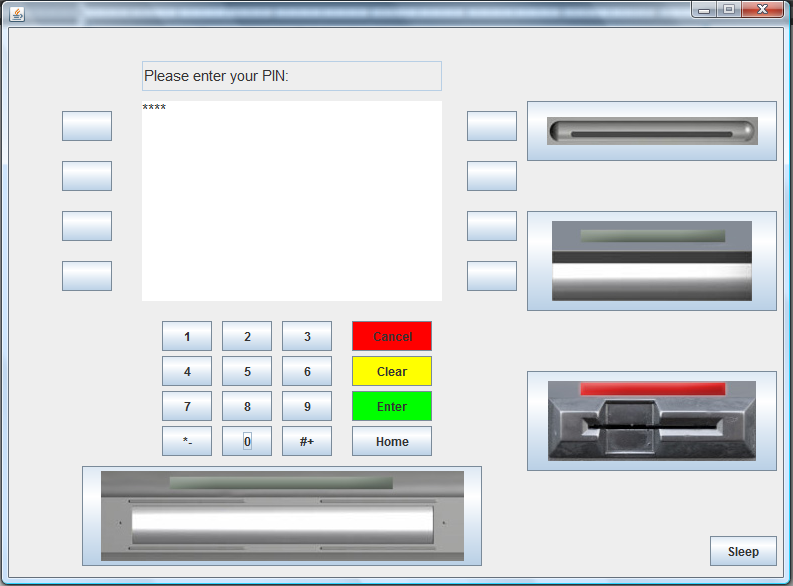 Please enter your PIN:
****
1 2 3 Cancel
4 5 6 Clear
7 8 9 Enter
*- 0 #+ Home
Sleep